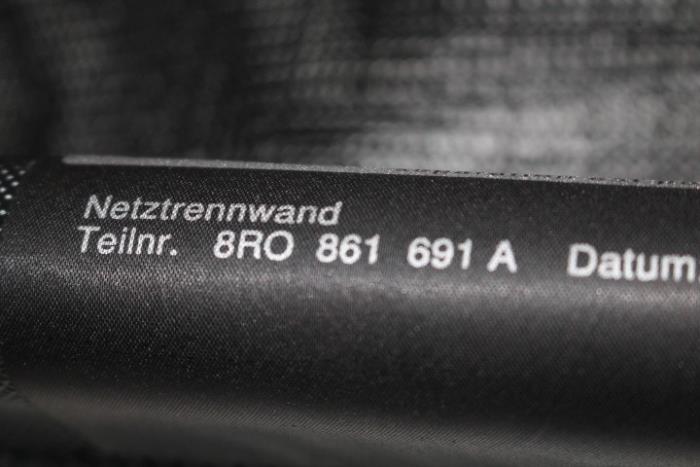 Netztrennwand
Teilnr. 8RO 861 691 A Datum